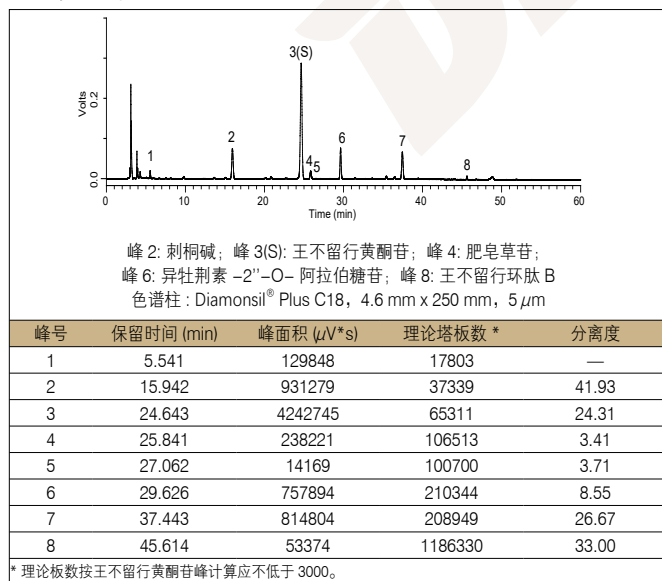 3(S)
Volts
0.2
0.0
1
2
4
5
6
7
8
0
10
20
30
40
50
60
Time (min)
峰 2: 刺桐碱；峰 3(S): 王不留行黄酮苷；峰 4: 肥皂草苷；
峰 6: 异牡荆素 –2''–O– 阿拉伯糖苷；峰 8: 王不留行环肽 B
色谱柱 : Diamonsil® Plus C18，4.6 mm x 250 mm，5 μm
峰号 保留时间 (min) 峰面积 (μV*s) 理论塔板数 * 分离度
1 5.541 129848 17803 —
2 15.942 931279 37339 41.93
3 24.643 4242745 65311 24.31
4 25.841 238221 106513 3.41
5 27.062 14169 100700 3.71
6 29.626 757894 210344 8.55
7 37.443 814804 208949 26.67
8 45.614 53374 1186330 33.00
* 理论板数按王不留行黄酮苷峰计算应不低于 3000。